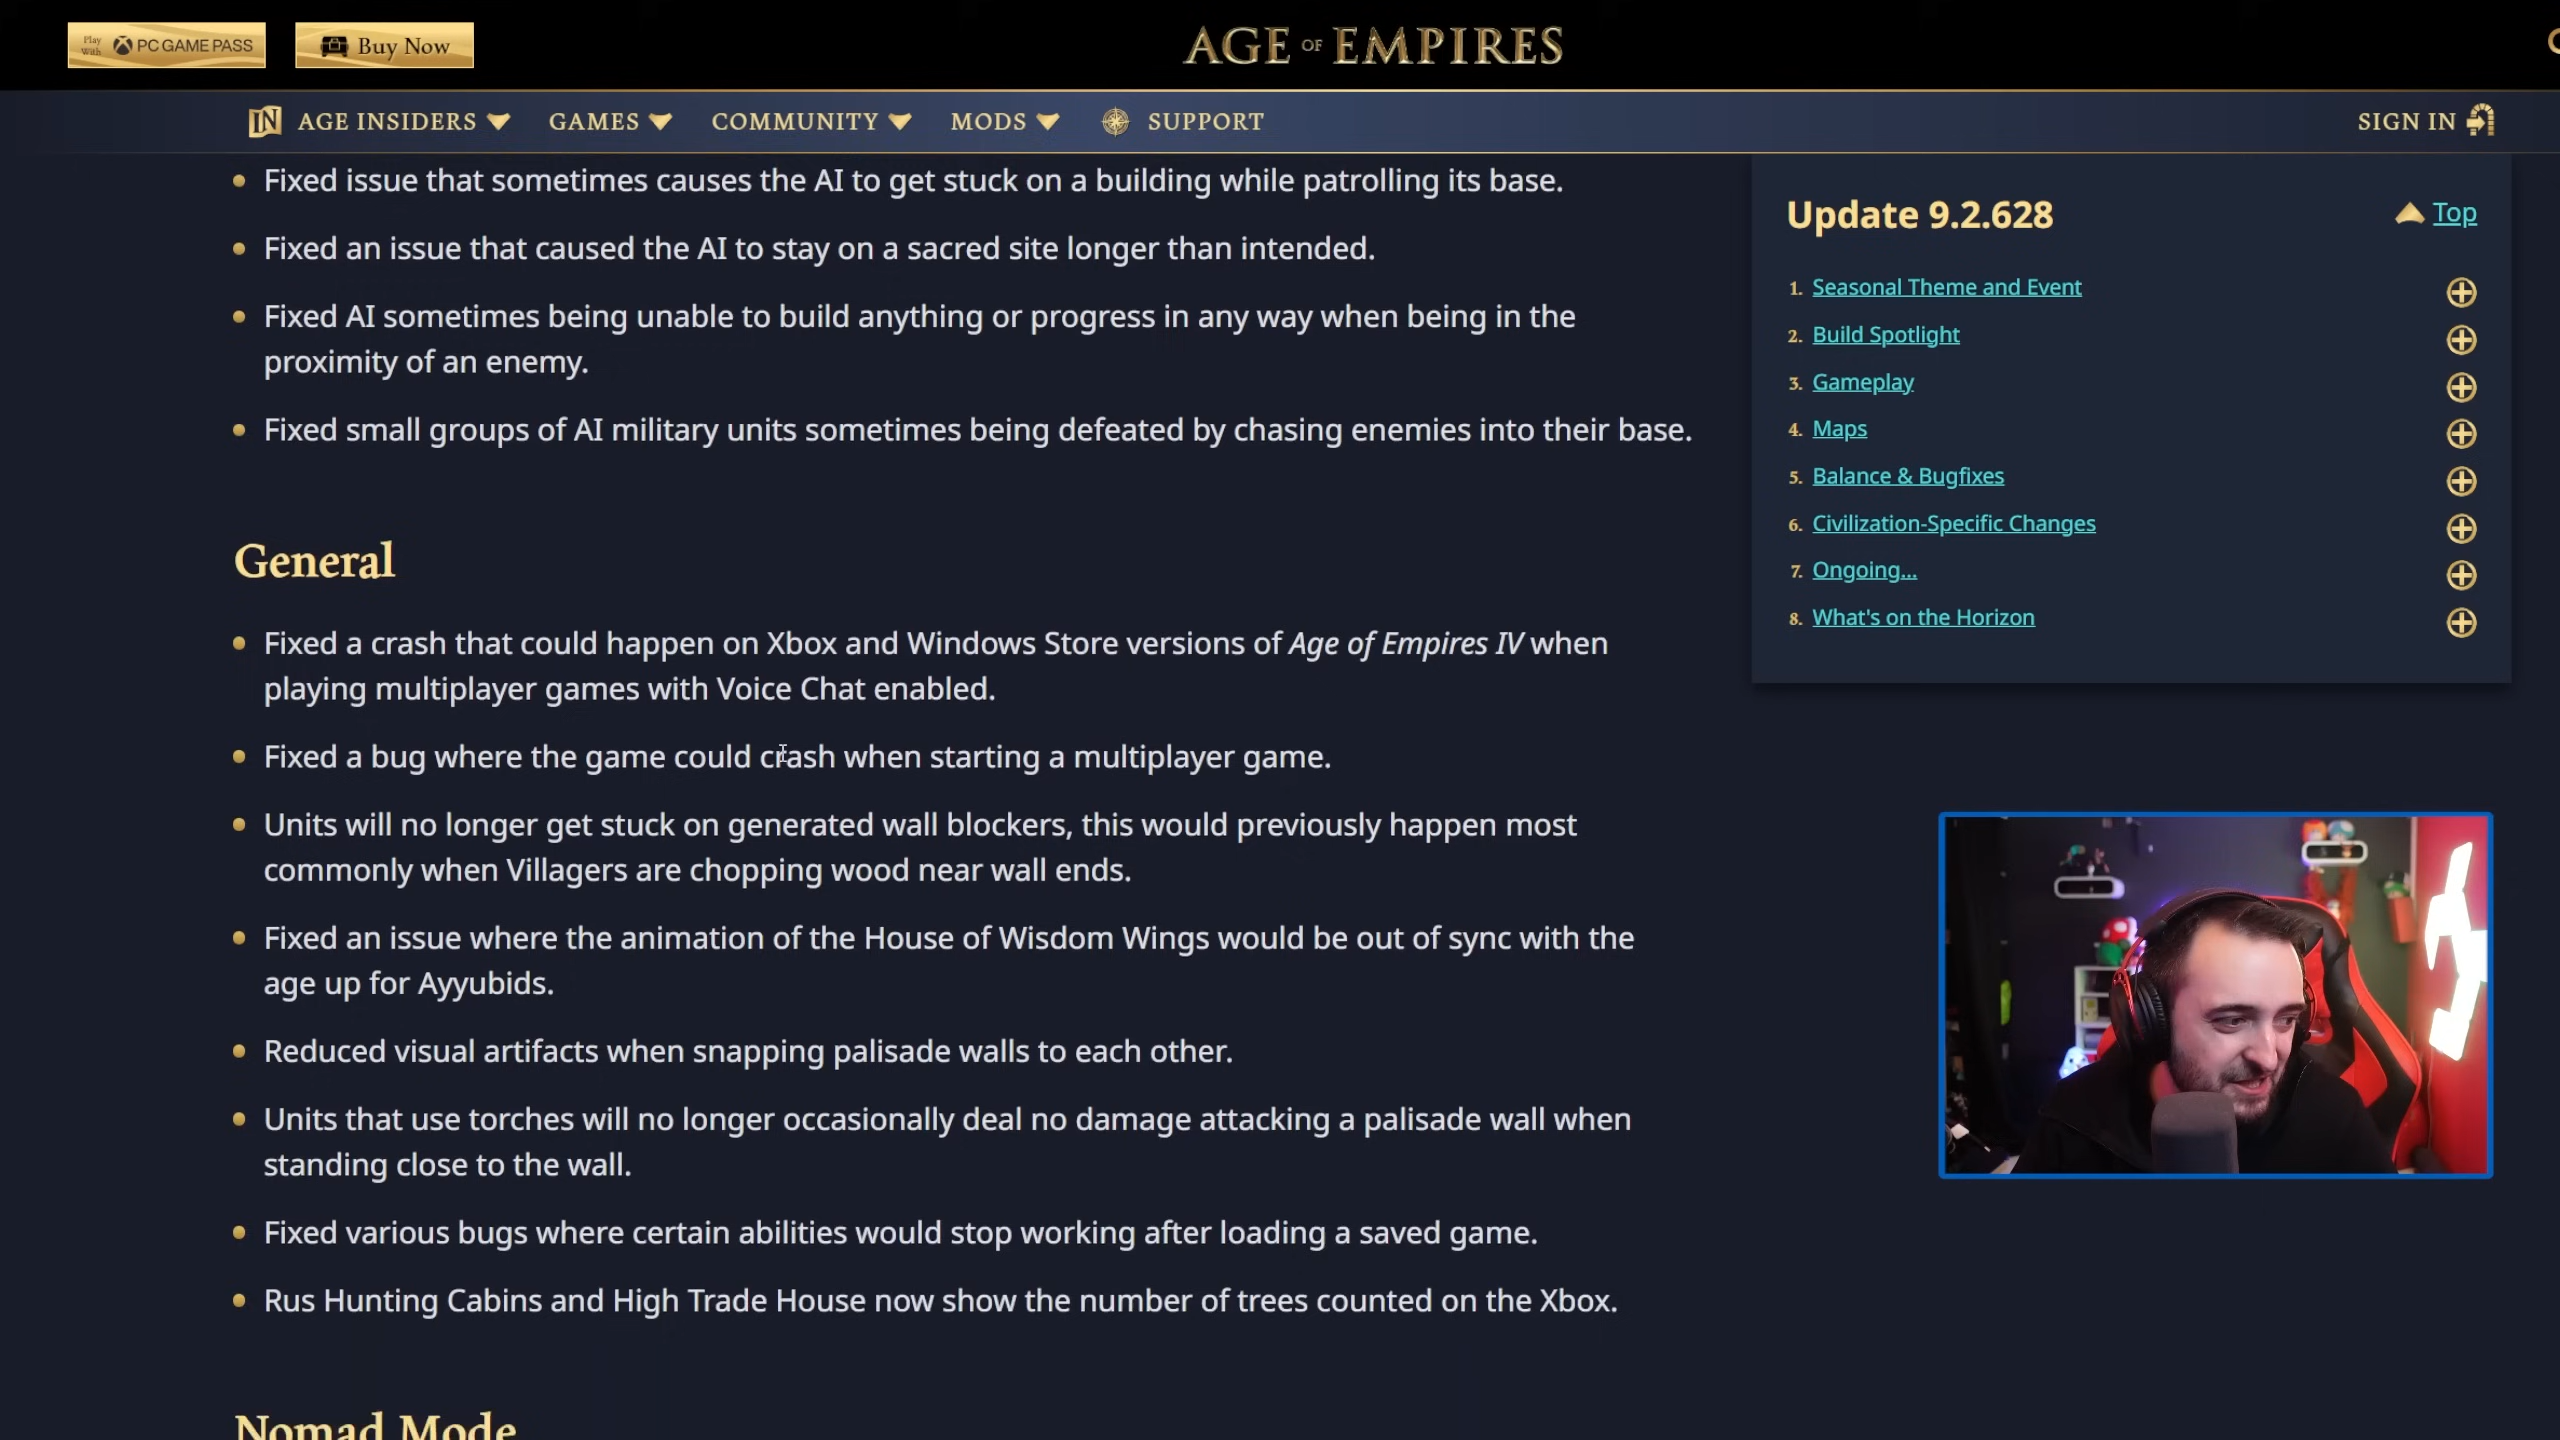 Play With PC GAME PASS
Buy Now
AGE OF EMPIRES
IN AGE INSIDERS
GAMES
COMMUNITY
MODS
SUPPORT
SIGN IN
Fixed issue that sometimes causes the AI to get stuck on a building while patrolling its base.
Fixed an issue that caused the AI to stay on a sacred site longer than intended.
Fixed AI sometimes being unable to build anything or progress in any way when being in the
proximity of an enemy.
Fixed small groups of AI military units sometimes being defeated by chasing enemies into their base.
General
Fixed a crash that could happen on Xbox and Windows Store versions of Age of Empires IV when
playing multiplayer games with Voice Chat enabled.
Fixed a bug where the game could crash when starting a multiplayer game.
Units will no longer get stuck on generated wall blockers, this would previously happen most
commonly when Villagers are chopping wood near wall ends.
Fixed an issue where the animation of the House of Wisdom Wings would be out of sync with the
age up for Ayyubids.
Reduced visual artifacts when snapping palisade walls to each other.
Units that use torches will no longer occasionally deal no damage attacking a palisade wall when
standing close to the wall.
Fixed various bugs where certain abilities would stop working after loading a saved game.
Rus Hunting Cabins and High Trade House now show the number of trees counted on the Xbox.
Nomad Mode
Update 9.2.628
Top
1. Seasonal Theme and Event
2. Build Spotlight
3. Gameplay
4. Maps
5. Balance & Bugfixes
6. Civilization-Specific Changes
7. Ongoing...
8. What's on the Horizon